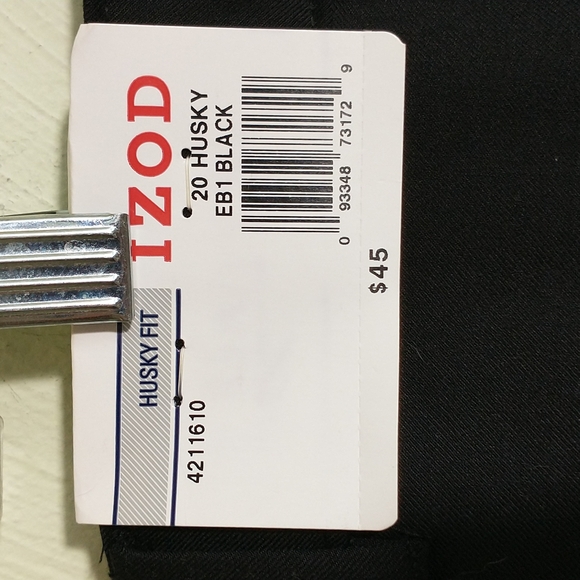 IZOD
20 HUSKY
EB1 BLACK
0 93348 73172 9
HUSKY FIT
4211610
$45